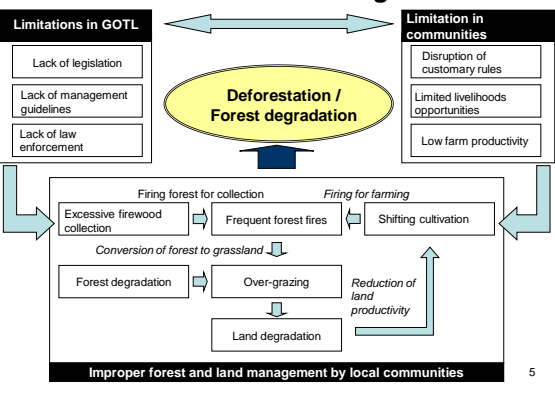 Limitations in GOTL
Lack of legislation
Lack of management
guidelines
Lack of law
enforcement
Deforestation /
Forest degradation
Limitation in
communities
Disruption of
customary rules
Limited livelihoods
opportunities
Low farm productivity
Firing forest for collection
Firing for farming
Excessive firewood
collection
Frequent forest fires
Shifting cultivation
Conversion of forest to grassland
Forest degradation
Over-grazing
Reduction of
land
productivity
Land degradation
Improper forest and land management by local communities
5